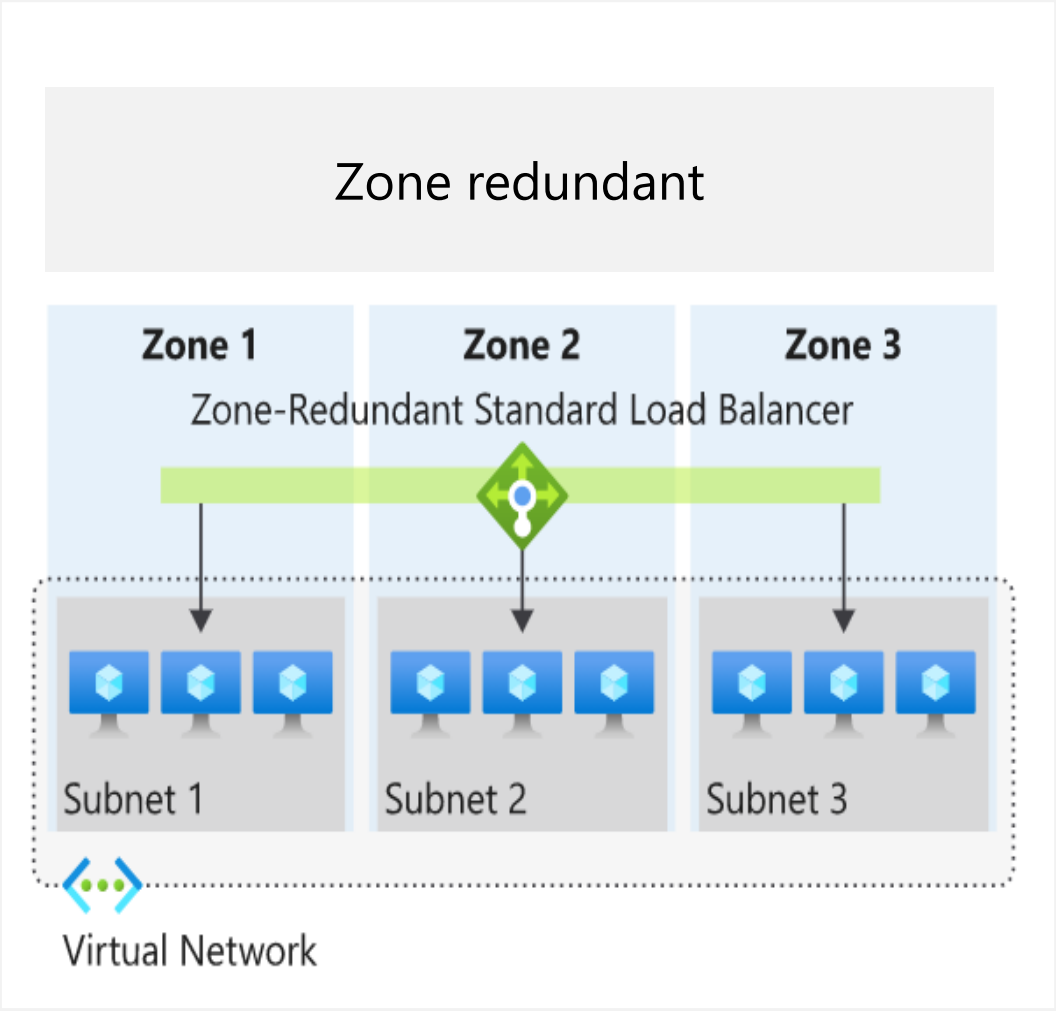 Zone redundant
Zone 1
Zone 2
Zone 3
Zone-Redundant Standard Load Balancer
Subnet 1
Subnet 2
Subnet 3
Virtual Network